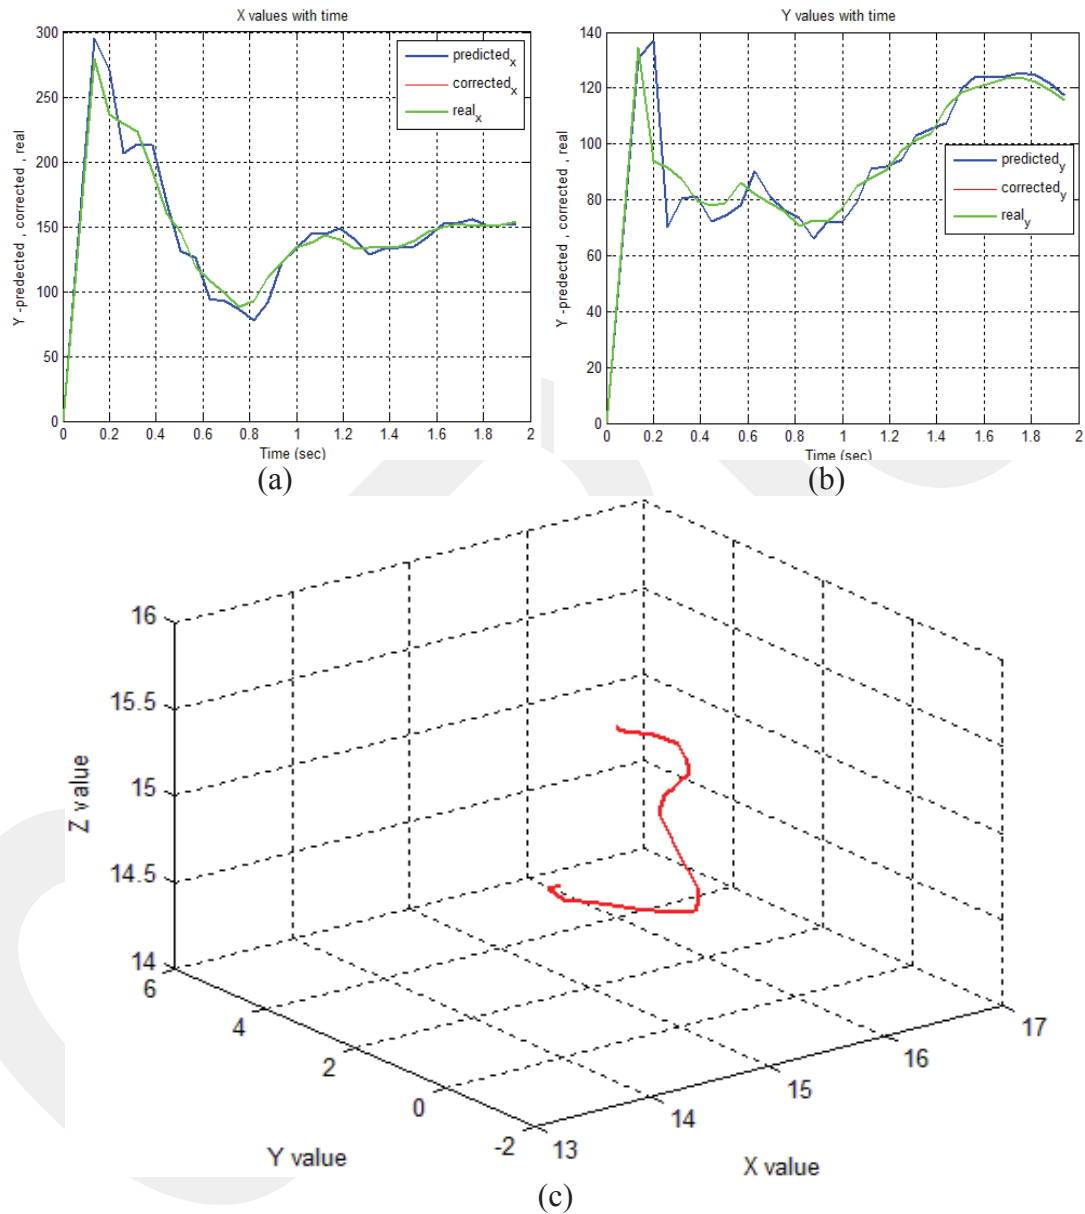 X values with time
300
250
200
150
100
50
0
Y -predected , corrected , real
predicted_x
corrected_x
real_x
0 0.2 0.4 0.6 0.8 1 1.2 1.4 1.6 1.8 2
Time (sec)
(a)
Y values with time
140
120
100
80
60
40
20
0
Y -predected , corrected , real
predicted_y
corrected_y
real_y
0 0.2 0.4 0.6 0.8 1 1.2 1.4 1.6 1.8 2
Time (sec)
(b)
16
15.5
15
14.5
14
Z value
6
4
2
0
-2
Y value
13
14
15
16
17
X value
(c)